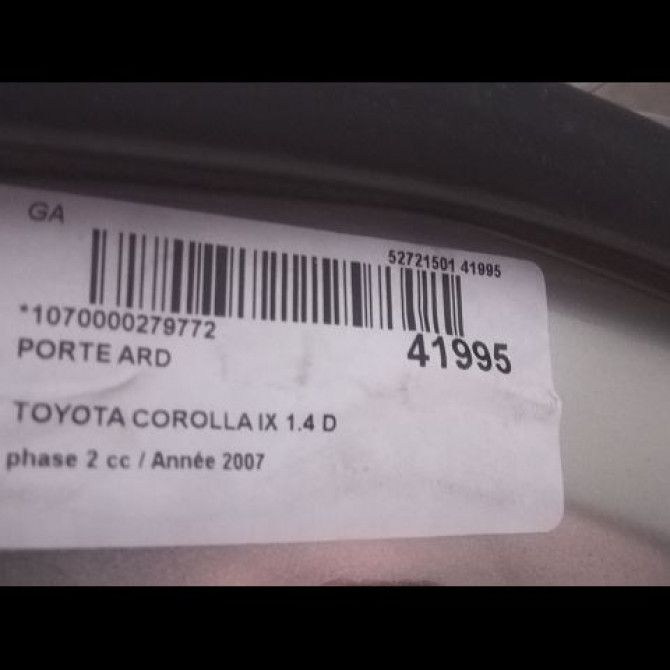 GA
52721501 41995
*1070000279772
41995
PORTE ARD
TOYOTA COROLLA IX 1.4 D
phase 2 cc / Année 2007